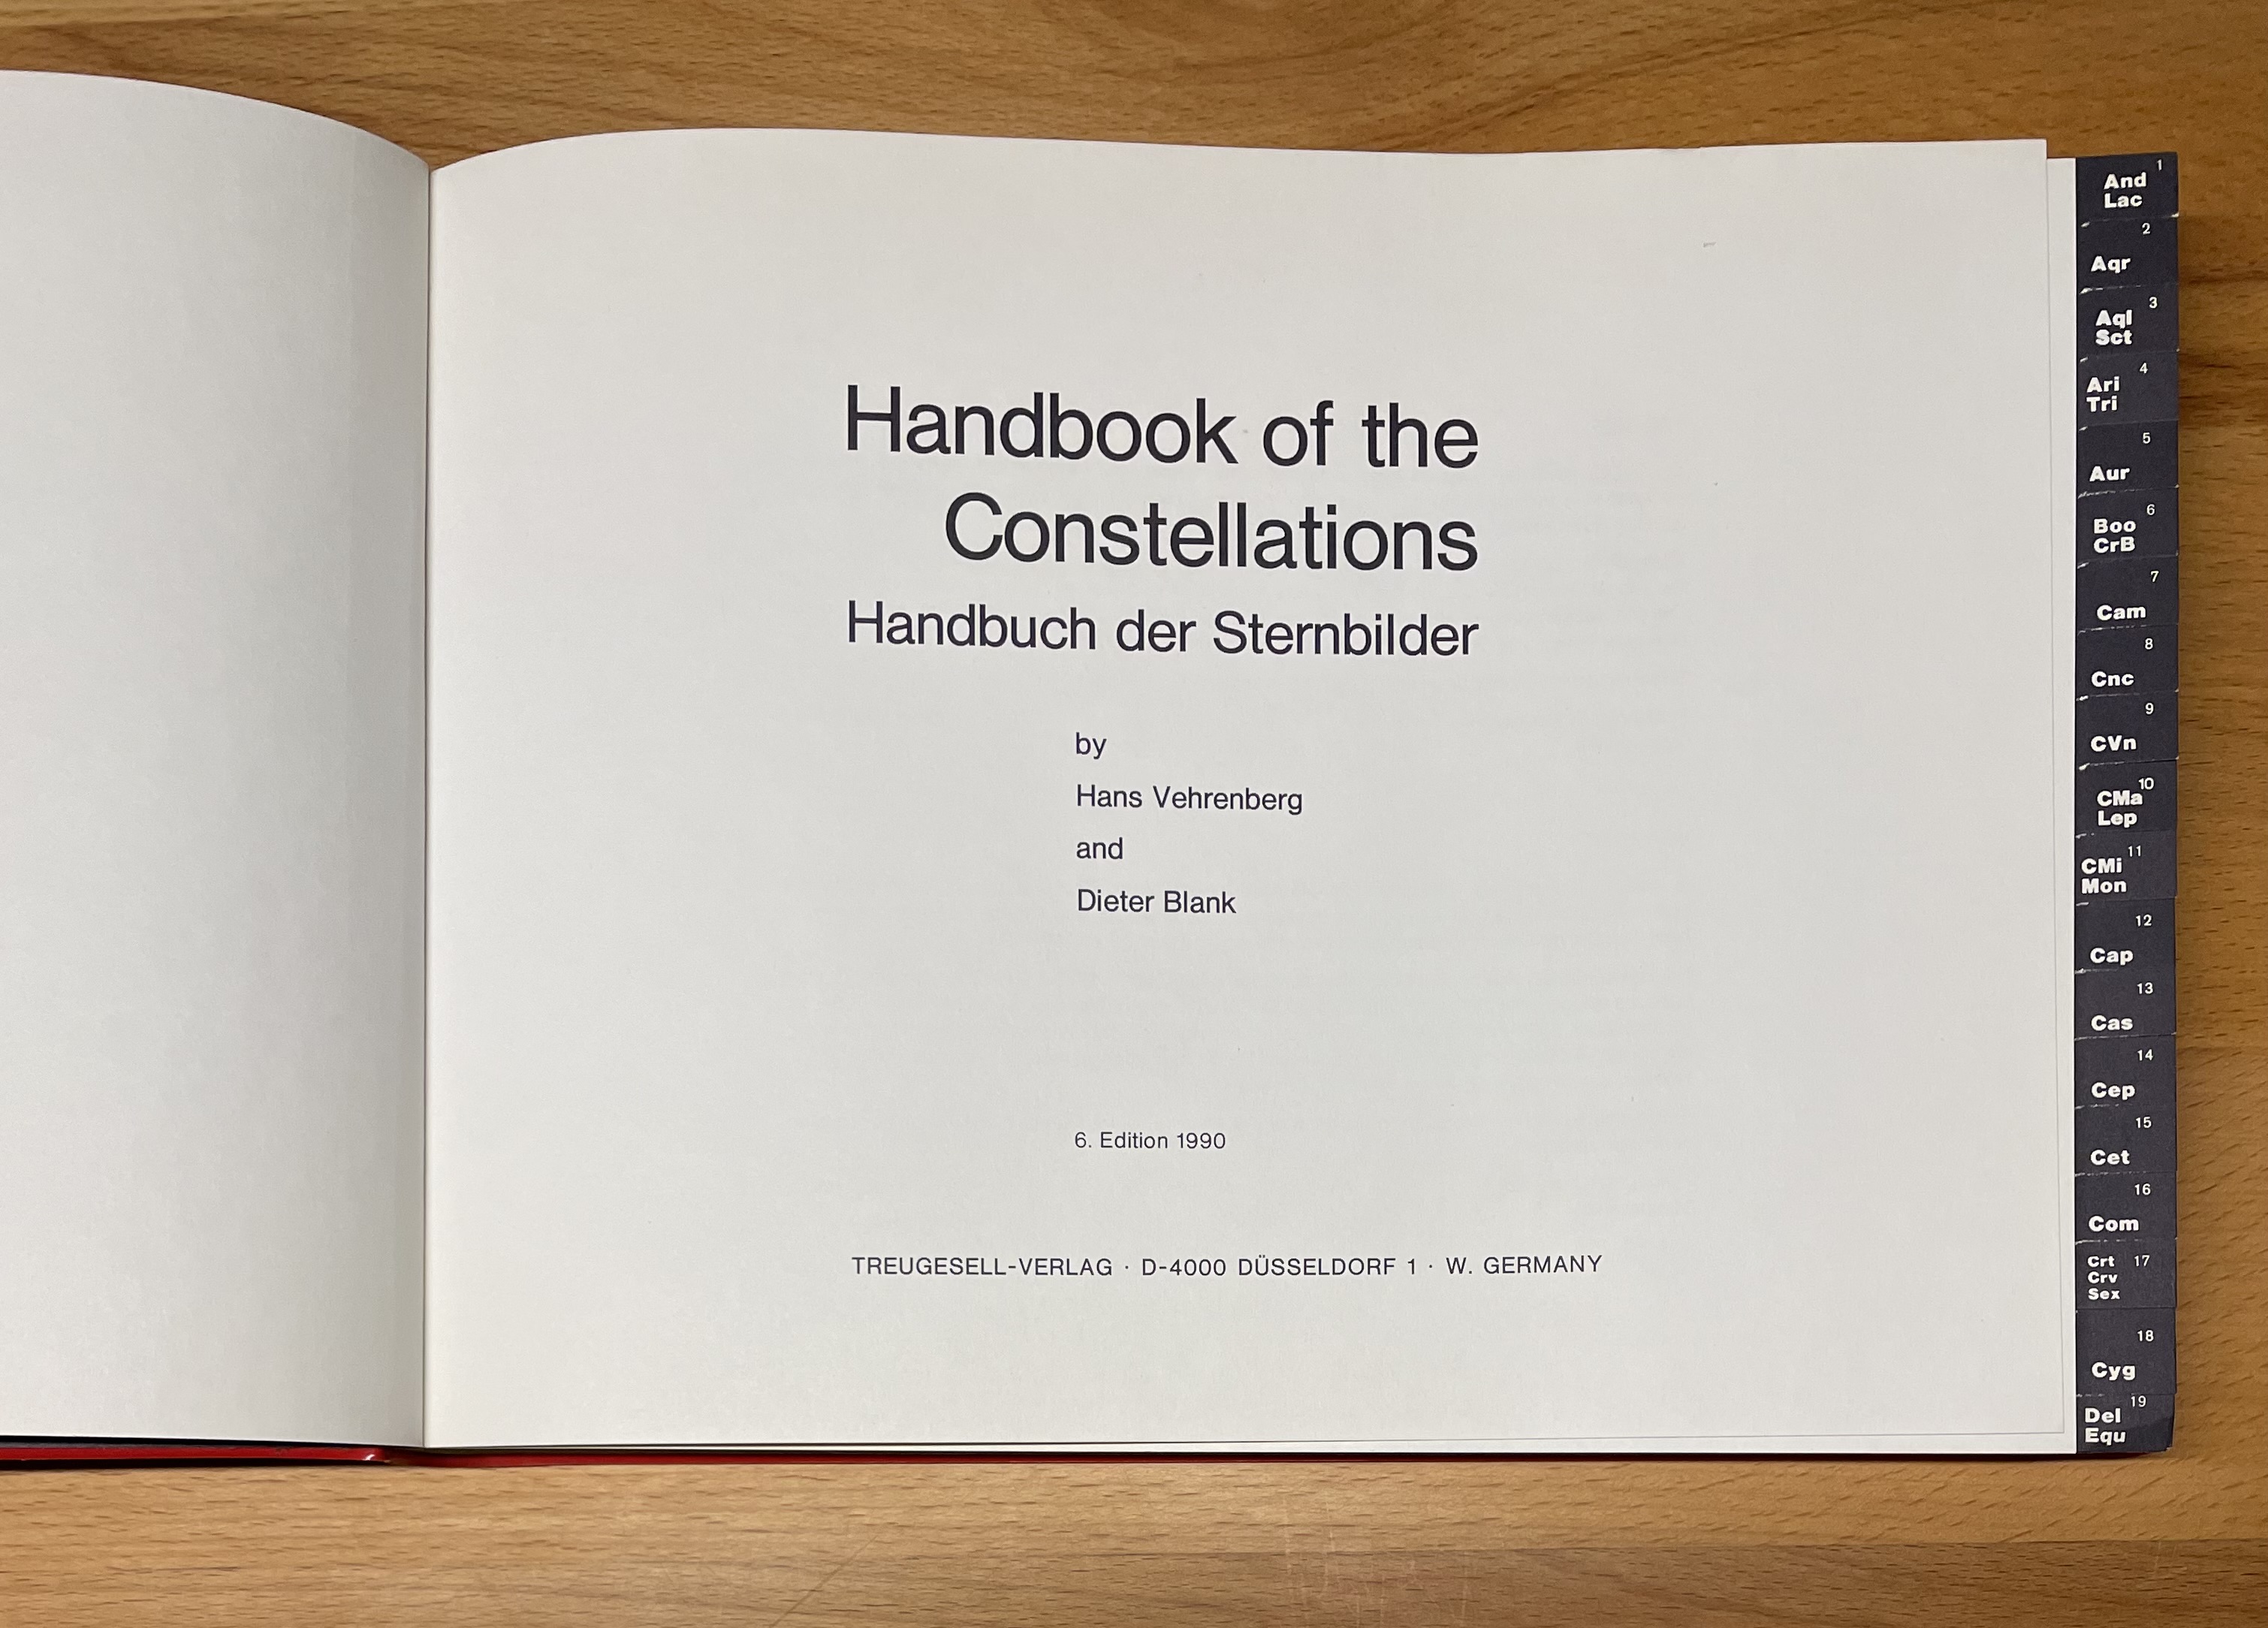 Handbook of the
Constellations
Handbuch der Sternbilder
by
Hans Vehrenberg
and
Dieter Blank
6. Edition 1990
TREUGESELL-VERLAG · D-4000 DÜSSELDORF 1 · W. GERMANY
1
And
Lac
2
Aqr
3
Aql
Sct
4
Ari
Tri
5
Aur
6
Boo
CrB
7
Cam
8
Cnc
9
CVn
10
CMa
Lep
11
CMi
Mon
12
Cap
13
Cas
14
Cep
15
Cet
16
Com
Crt 17
Crv
Sex
18
Cyg
19
Del
Equ